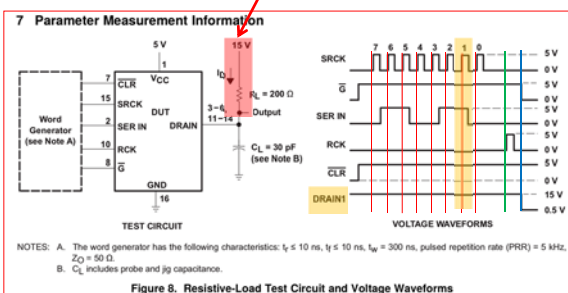 7 Parameter Measurement Information
5 V
1
VCC
7
CLR
15
SRCK
DUT
Word
Generator
(see Note A)
2
SER IN
DRAIN
10
RCK
8
G
GND
16
15 V
ID
RL = 200 Ω
3–6,
11–14
Output
CL = 30 pF
(see Note B)
TEST CIRCUIT
7 6 5 4 3 2 1 0
SRCK
5 V
0 V
G
5 V
0 V
SER IN
5 V
0 V
RCK
5 V
0 V
CLR
5 V
0 V
DRAIN1
15 V
0.5 V
VOLTAGE WAVEFORMS
NOTES: A. The word generator has the following characteristics: tr ≤ 10 ns, tf ≤ 10 ns, tw = 300 ns, pulsed repetition rate (PRR) = 5 kHz,
ZO = 50 Ω.
B. CL includes probe and jig capacitance.
Figure 8. Resistive-Load Test Circuit and Voltage Waveforms